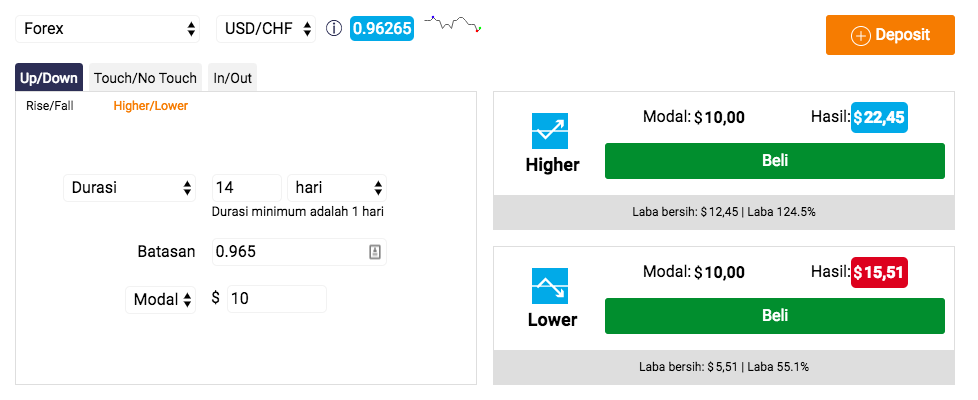 Forex USD/CHF 0.96265
Deposit
Up/Down Touch/No Touch In/Out
Rise/Fall Higher/Lower
Durasi 14 hari
Durasi minimum adalah 1 hari
Batasan 0.965
Modal $ 10
Higher
Modal: $10,00 Hasil: $22,45
Beli
Laba bersih: $12,45 | Laba 124.5%
Lower
Modal: $10,00 Hasil: $15,51
Beli
Laba bersih: $5,51 | Laba 55.1%